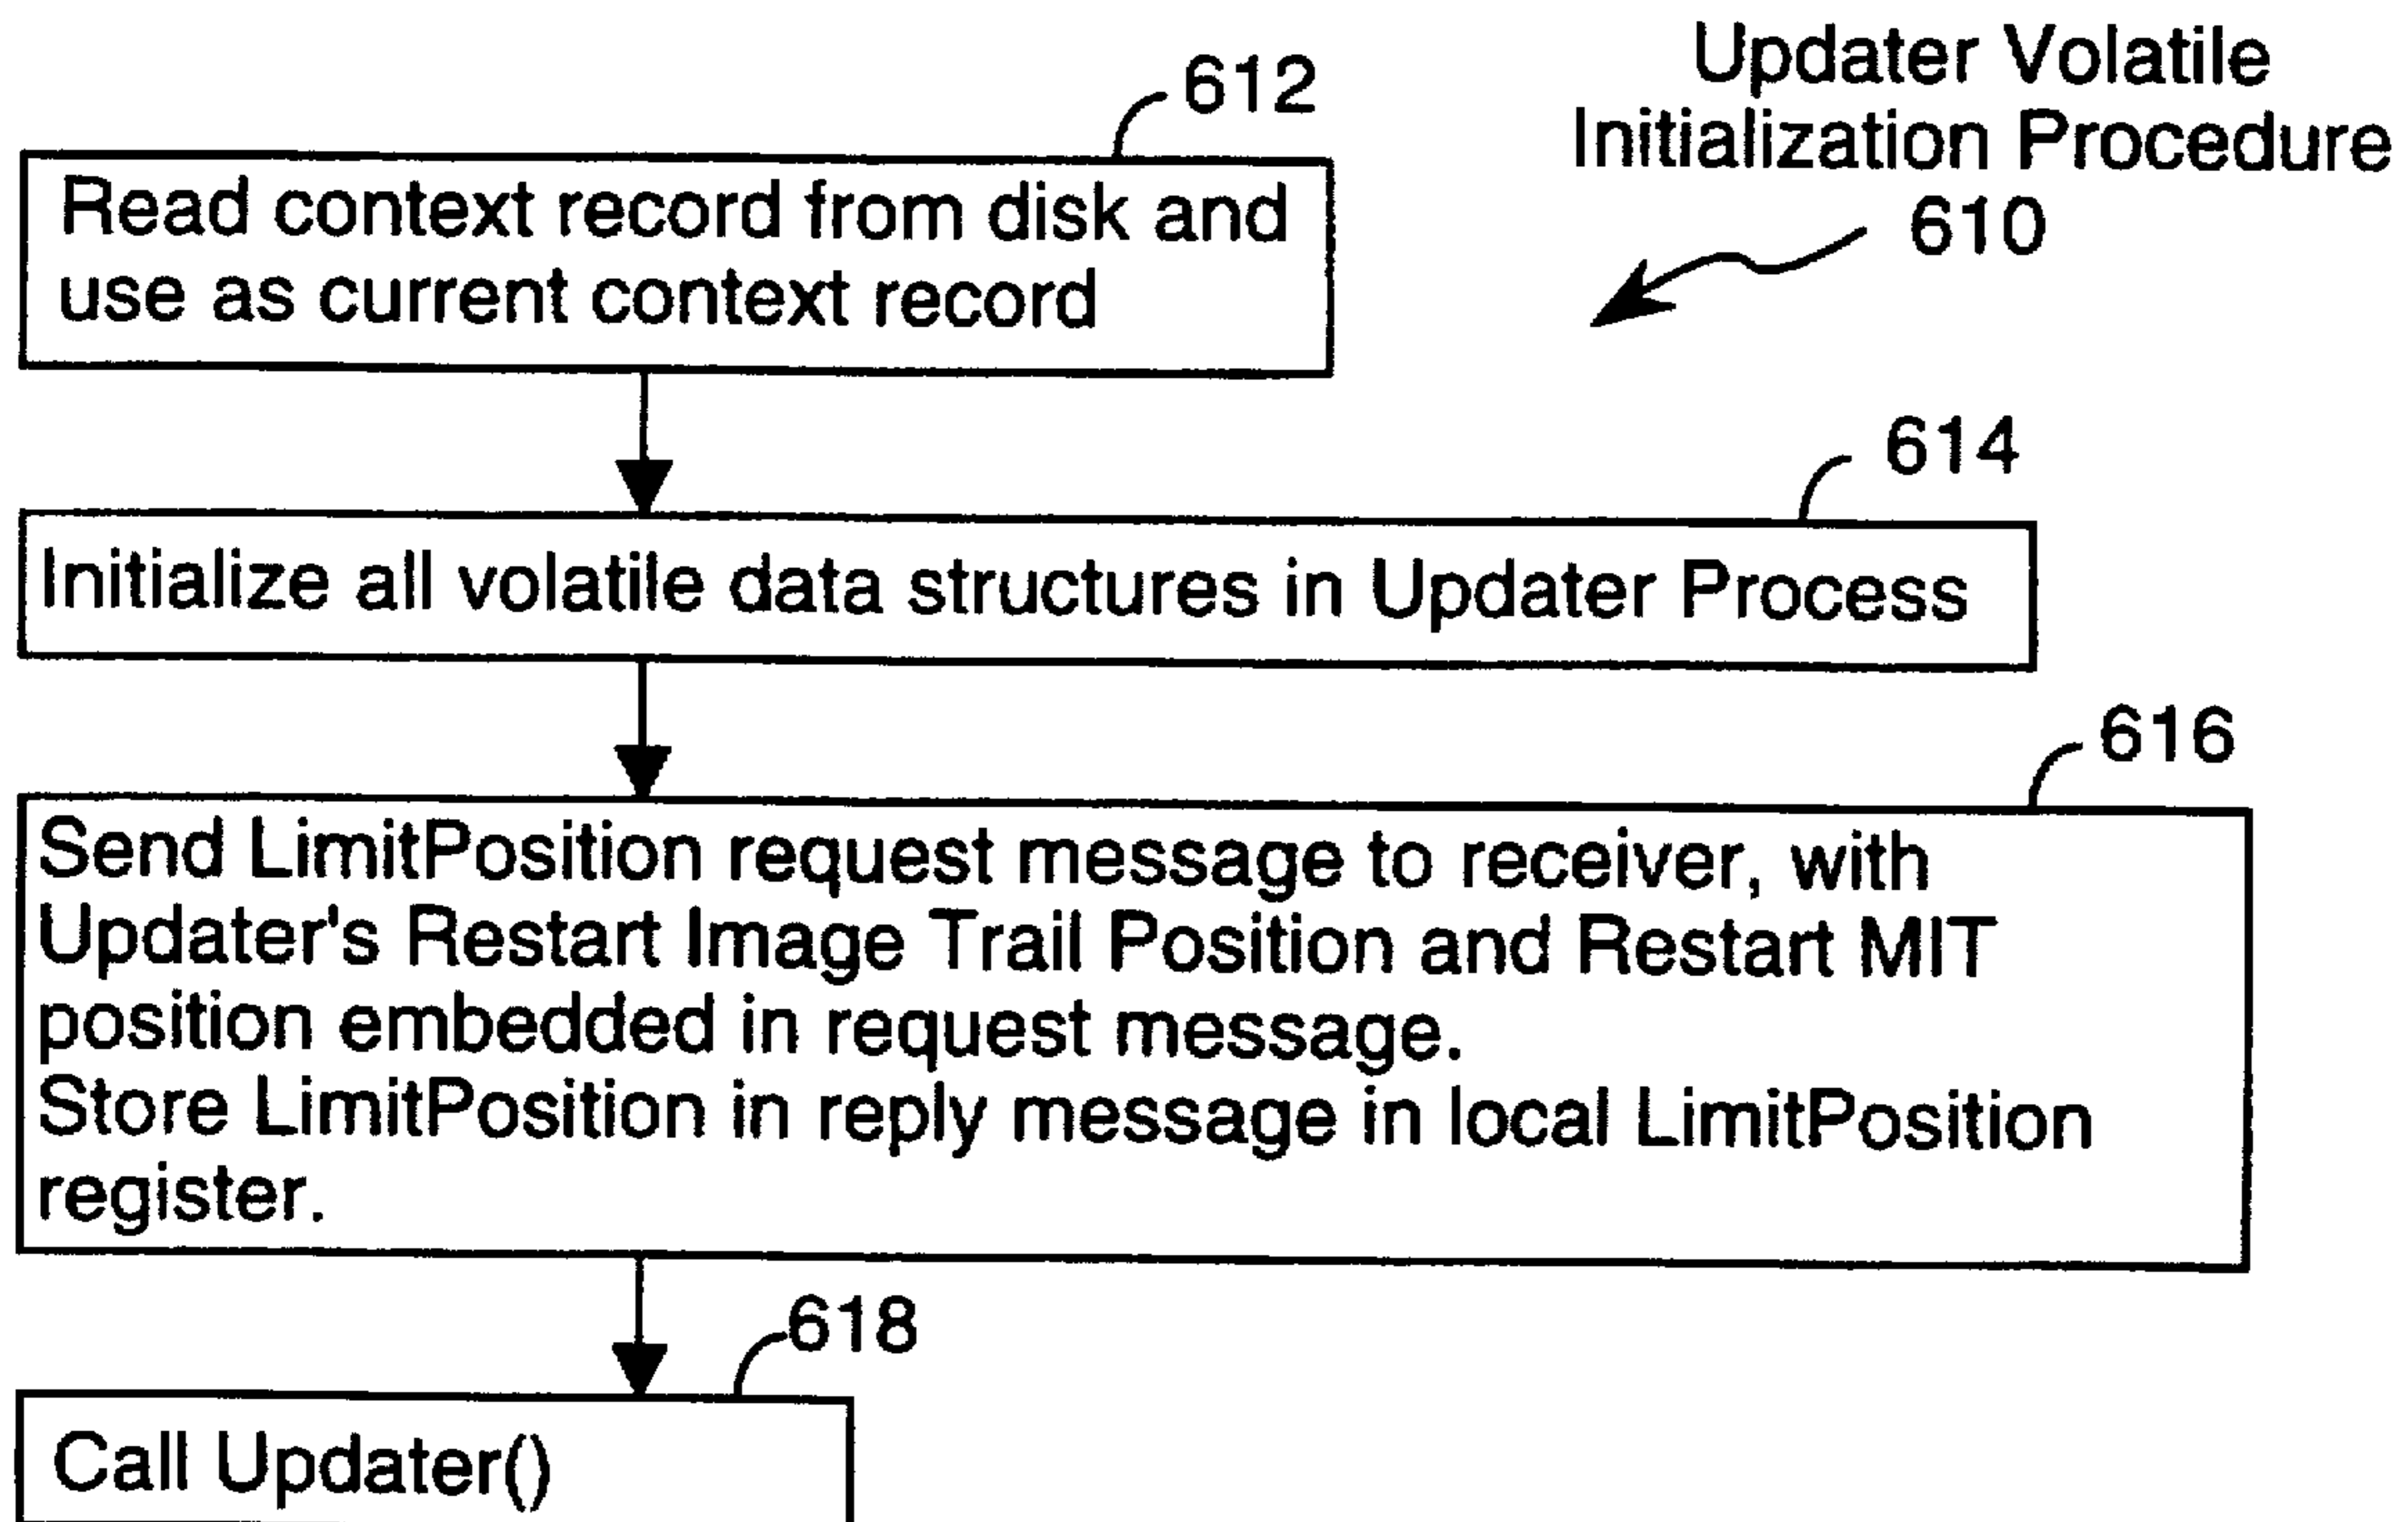 Updater Volatile
Initialization Procedure
610
612
Read context record from disk and
use as current context record
614
Initialize all volatile data structures in Updater Process
616
Send LimitPosition request message to receiver, with
Updater's Restart Image Trail Position and Restart MIT
position embedded in request message.
Store LimitPosition in reply message in local LimitPosition
register.
618
Call Updater()